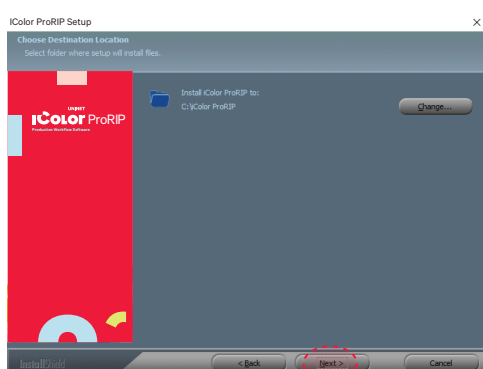 IColor ProRIP Setup
Choose Destination Location
Select folder where setup will install files.
UNINET
IColor ProRIP
Production Workflow Software
Install iColor ProRIP to:
C:\iColor ProRIP
Change...
InstallShield
< Back
Next >
Cancel